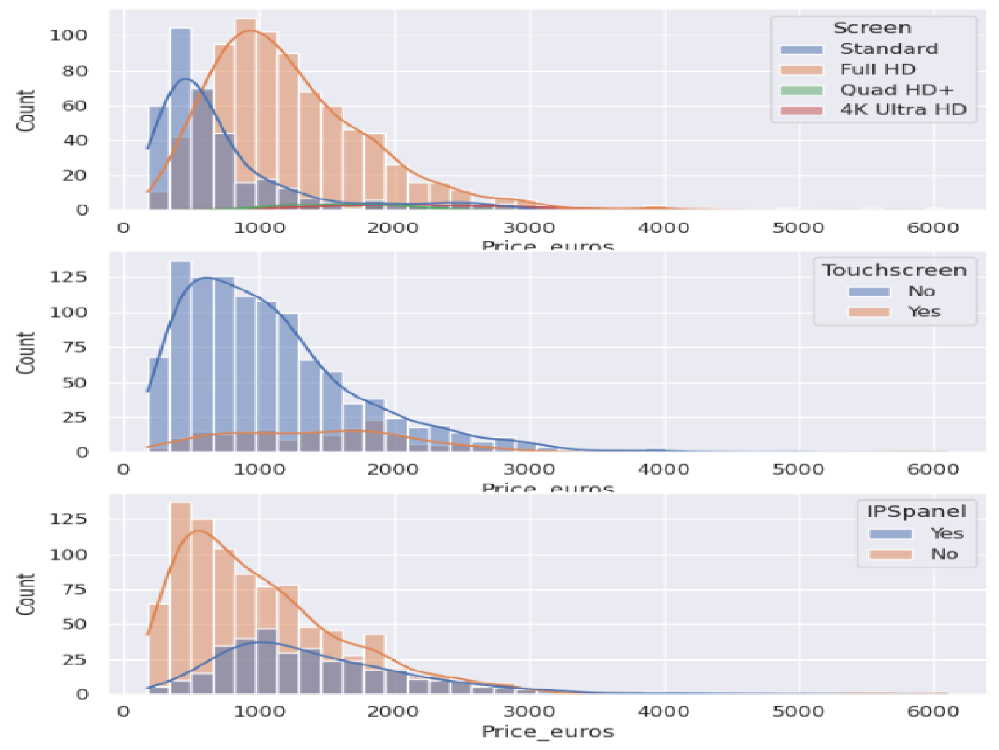 Screen
Standard
Full HD
Quad HD+
4K Ultra HD
100
80
60
40
20
0
Count
0 1000 2000 3000 4000 5000 6000
Price_euros
Touchscreen
No
Yes
125
100
75
50
25
0
Count
0 1000 2000 3000 4000 5000 6000
Price_euros
IPSpanel
Yes
No
125
100
75
50
25
0
Count
0 1000 2000 3000 4000 5000 6000
Price_euros